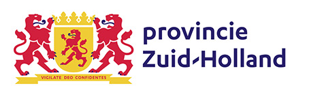 provincie
Zuid-Holland
VIGILATE DEO CONFIDENTES